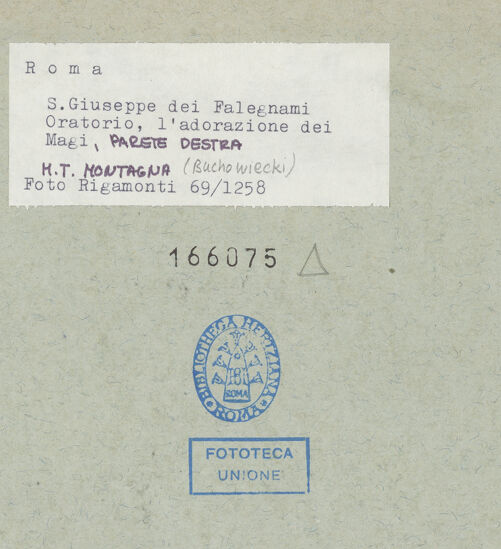 R o m a
S.Giuseppe dei Falegnami
Oratorio, l'adorazione dei
Magi, PARETE DESTRA
M.T. MONTAGNA (Buchowiecki)
Foto Rigamonti 69/1258
166075
BIBLIOTHECA HERTZIANA
ROMA
ROMA
FOTOTECA
UNIONE